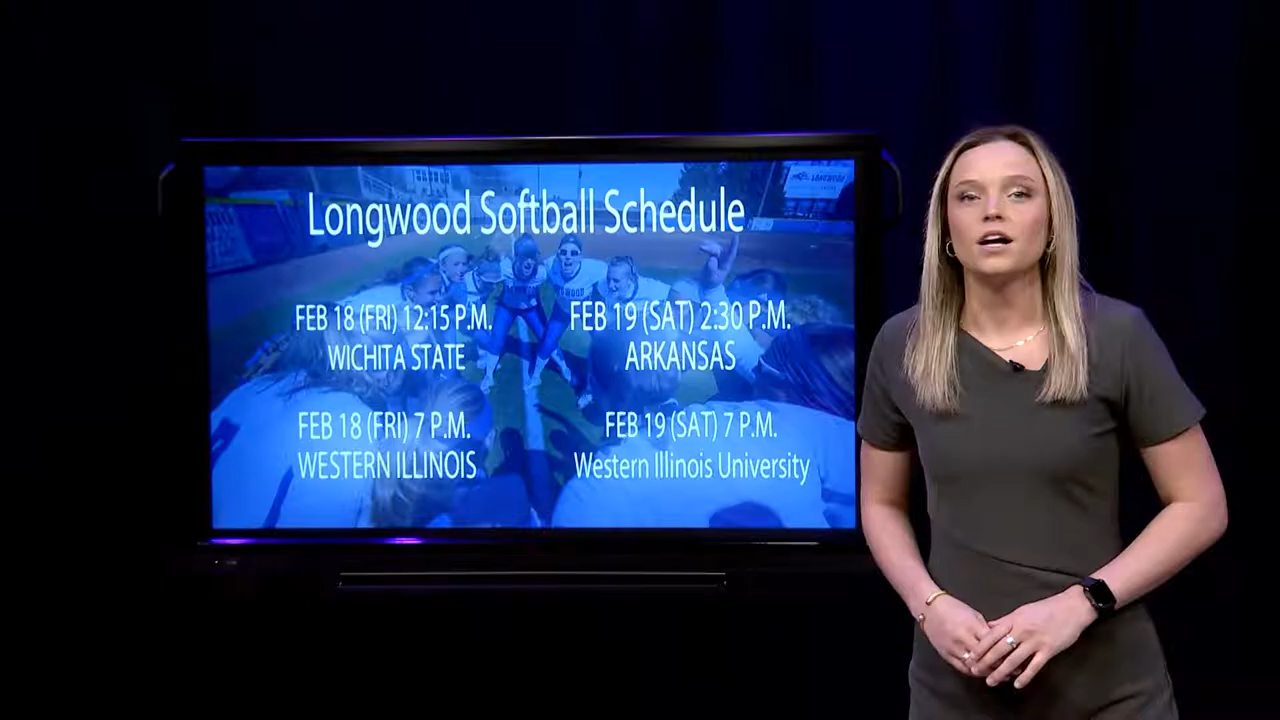 Longwood Softball Schedule
FEB 18 (FRI) 12:15 P.M.
WICHITA STATE
FEB 19 (SAT) 2:30 P.M.
ARKANSAS
FEB 18 (FRI) 7 P.M.
WESTERN ILLINOIS
FEB 19 (SAT) 7 P.M.
Western Illinois University